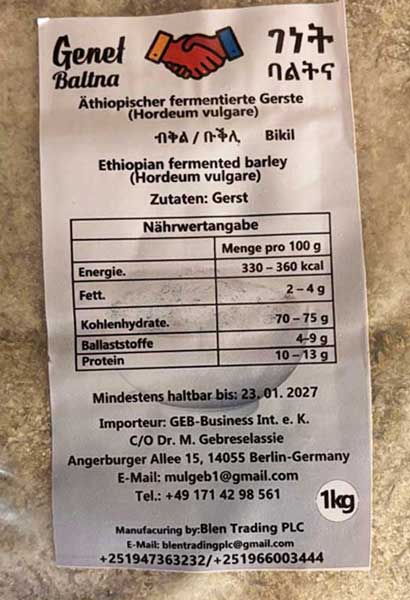 Genet ገነት
Baltna ባልትና
Äthiopischer fermentierte Gerste
(Hordeum vulgare)
ብቅል / ቡቅሊ Bikil
Ethiopian fermented barley
(Hordeum vulgare)
Zutaten: Gerst
Nährwertangabe
Menge pro 100 g
Energie. 330 – 360 kcal
Fett. 2 – 4 g
Kohlenhydrate. 70 – 75 g
Ballaststoffe 4–9 g
Protein 10 – 13 g
Mindestens haltbar bis: 23. 01. 2027
Importeur: GEB-Business Int. e. K.
C/O Dr. M. Gebreselassie
Angerburger Allee 15, 14055 Berlin-Germany
E-Mail: mulgeb1@gmail.com
Tel.: +49 171 42 98 561
1kg
Manufacuring by:Blen Trading PLC
E-Mail: blentradingplc@gmail.com
+251947363232/+251966003444